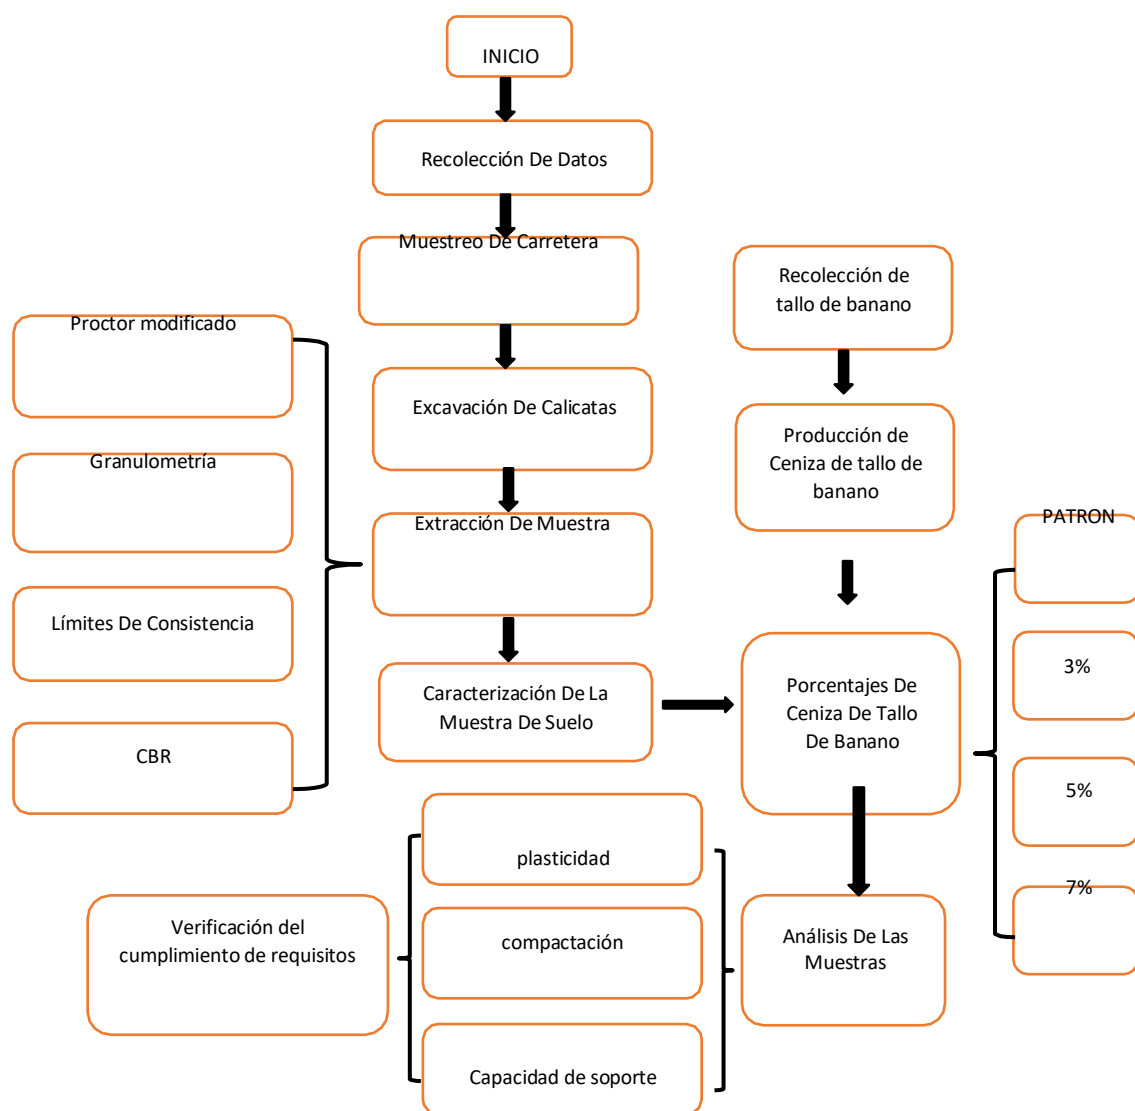 INICIO
Recolección De Datos
Muestreo De Carretera
Recolección de
tallo de banano
Proctor modificado
Excavación De Calicatas
Producción de
Ceniza de tallo de
banano
Granulometría
Extracción De Muestra
PATRON
Límites De Consistencia
Caracterización De La
Muestra De Suelo
Porcentajes De
Ceniza De Tallo
De Banano
3%
CBR
5%
plasticidad
7%
Verificación del
cumplimiento de requisitos
compactación
Análisis De Las
Muestras
Capacidad de soporte